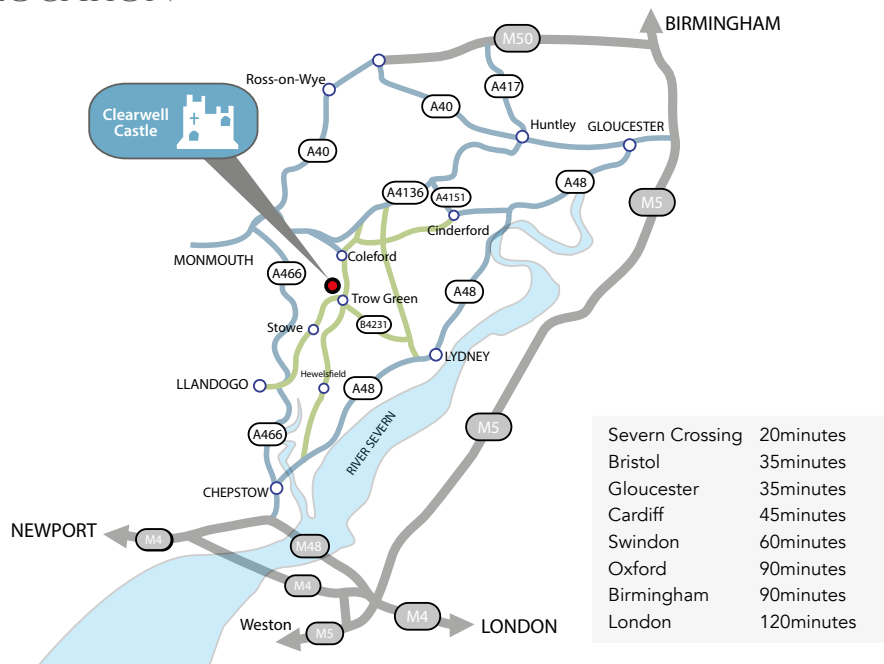 BIRMINGHAM
M50
Ross-on-Wye
A417
Clearwell
Castle
A40
Huntley
GLOUCESTER
A40
A4136
A4151
A48
M5
Cinderford
MONMOUTH
Coleford
A466
A48
Trow Green
Stowe
B4231
LYDNEY
LLANDOGO
Hewelsfield
A48
RIVER SEVERN
M5
A466
CHEPSTOW
NEWPORT
M4
M48
M4
M4
LONDON
Weston
M5
Severn Crossing 20minutes
Bristol 35minutes
Gloucester 35minutes
Cardiff 45minutes
Swindon 60minutes
Oxford 90minutes
Birmingham 90minutes
London 120minutes